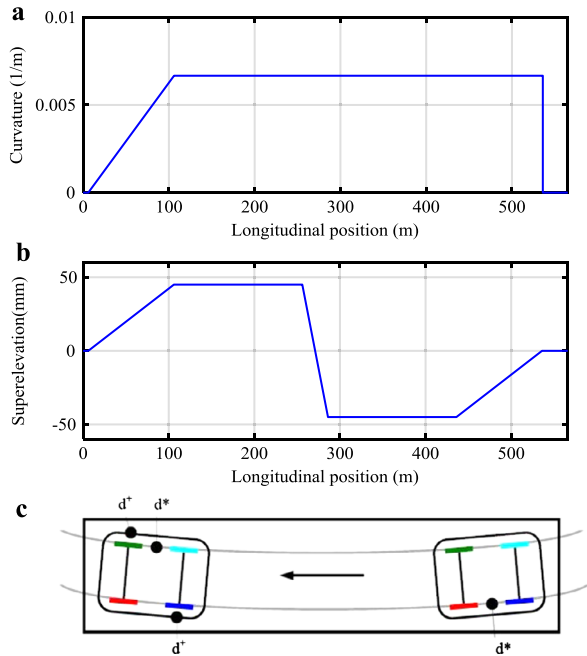 a
0.01
0.005
0
Curvature (1/m)
0 100 200 300 400 500
Longitudinal position (m)
b
50
0
-50
Superelevation(mm)
0 100 200 300 400 500
Longitudinal position (m)
c
d⁺ d*
d⁺ d*